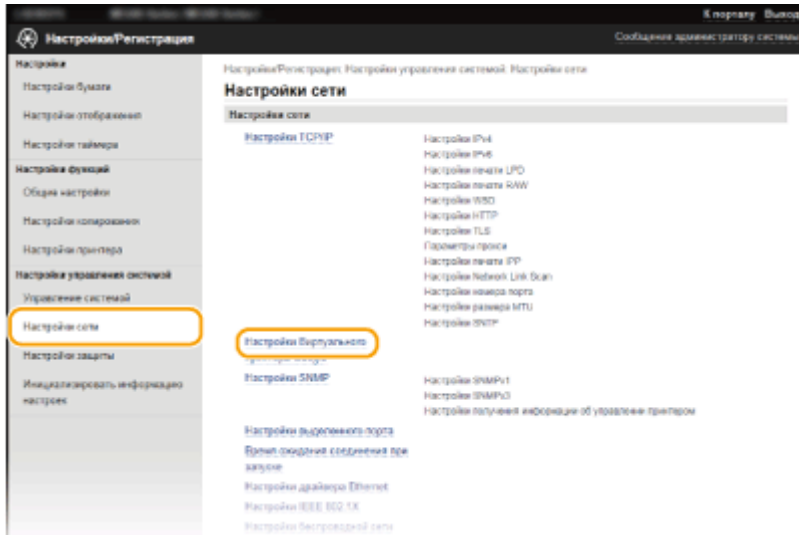 К порталу Выход
Настройки/Регистрация
Сообщение администратору системы
Настройки
Настройки бумаги
Настройки отображения
Настройки таймера
Настройки функций
Общие настройки
Настройки копирования
Настройки принтера
Настройки управления системой
Управление системой
Настройки сети
Настройки защиты
Инициализировать информацию
настроек
Настройки/Регистрация: Настройки управления системой: Настройки сети
Настройки сети
Настройки сети
Настройки TCP/IP
Настройки IPv4
Настройки IPv6
Настройки печати LPD
Настройки печати RAW
Настройки WSD
Настройки HTTP
Настройки TLS
Параметры прокси
Настройки печати IPP
Настройки Network Link Scan
Настройки номера порта
Настройки размера MTU
Настройки SNTP
Настройки Виртуального
Настройки SNMP
Настройки SNMPv1
Настройки SNMPv3
Настройки получения информации об управлении принтером
Настройки выделенного порта
Время ожидания соединения при
запуске
Настройки драйвера Ethernet
Настройки IEEE 802.1X
Настройки беспроводной сети